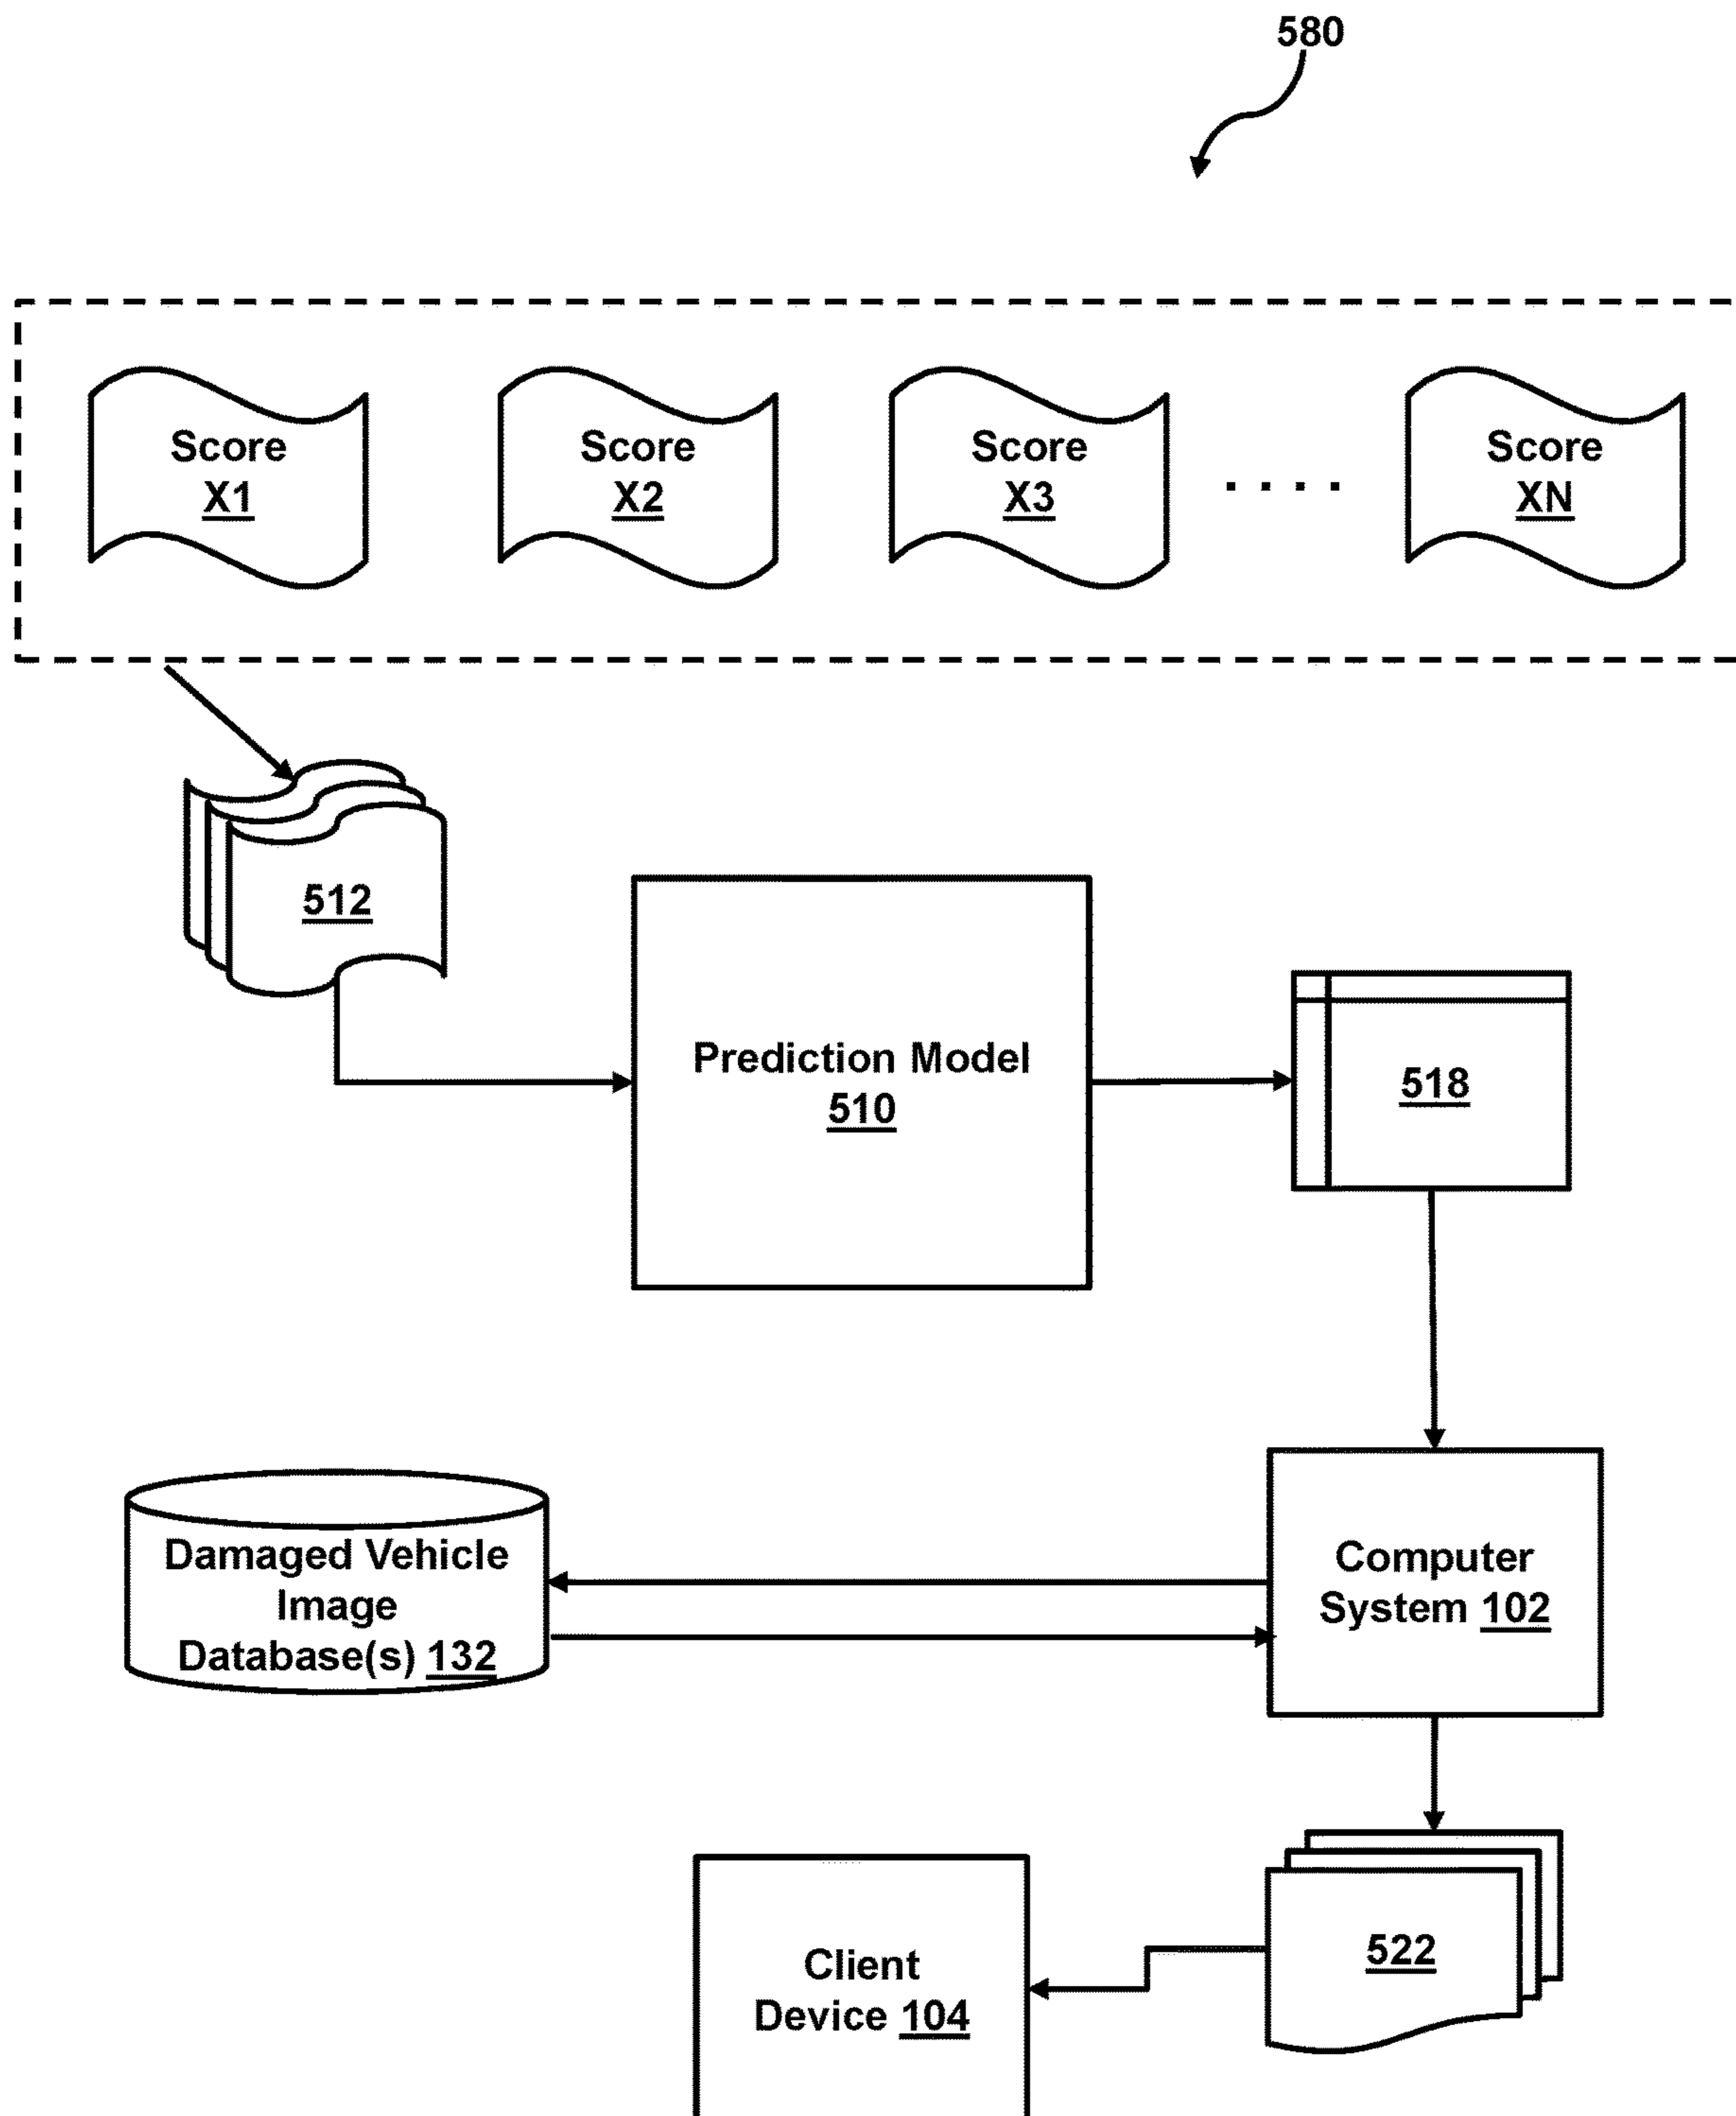 580
Score
X1
Score
X2
Score
X3
. . . .
Score
XN
512
Prediction Model
510
518
Damaged Vehicle
Image
Database(s) 132
Computer
System 102
522
Client
Device 104